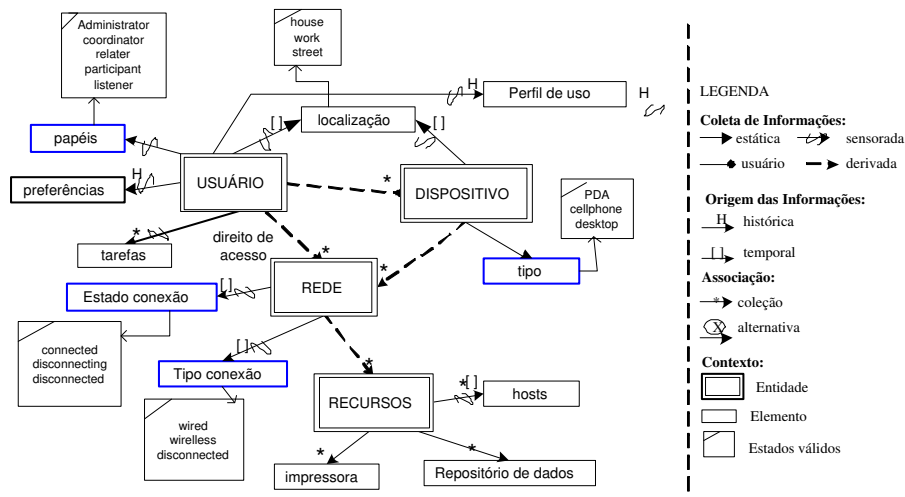 Administrator
coordinator
relater
participant
listener
house
work
street
H
Perfil de uso
H
[ ]
localização
[ ]
papéis
H
preferências
USUÁRIO
*
DISPOSITIVO
PDA
cellphone
desktop
*
tarefas
direito de
acesso
*
*
tipo
Estado conexão
[ ]
REDE
connected
disconnecting
disconnected
[ ]
Tipo conexão
*
wired
wirelless
disconnected
RECURSOS
*
[ ]
hosts
*
impressora
*
Repositório de dados
LEGENDA
Coleta de Informações:
estática sensorada
usuário derivada
Origem das Informações:
H histórica
[ ] temporal
Associação:
* coleção
X alternativa
Contexto:
Entidade
Elemento
Estados válidos